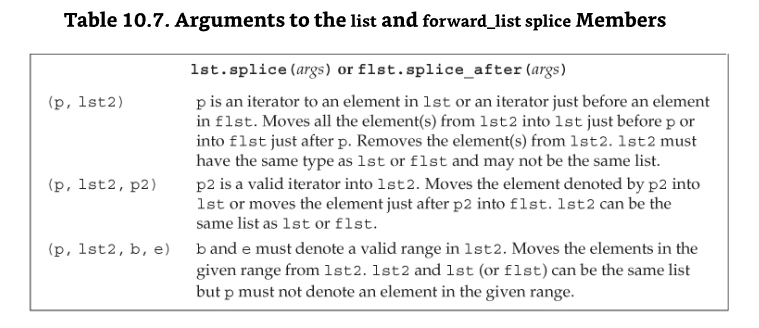 Table 10.7. Arguments to the list and forward_list splice Members
lst.splice(args) or flst.splice_after(args)
(p, lst2) p is an iterator to an element in lst or an iterator just before an element
in flst. Moves all the element(s) from lst2 into lst just before p or
into flst just after p. Removes the element(s) from lst2. lst2 must
have the same type as lst or flst and may not be the same list.
(p, lst2, p2) p2 is a valid iterator into lst2. Moves the element denoted by p2 into
lst or moves the element just after p2 into flst. lst2 can be the
same list as lst or flst.
(p, lst2, b, e) b and e must denote a valid range in lst2. Moves the elements in the
given range from lst2. lst2 and lst (or flst) can be the same list
but p must not denote an element in the given range.